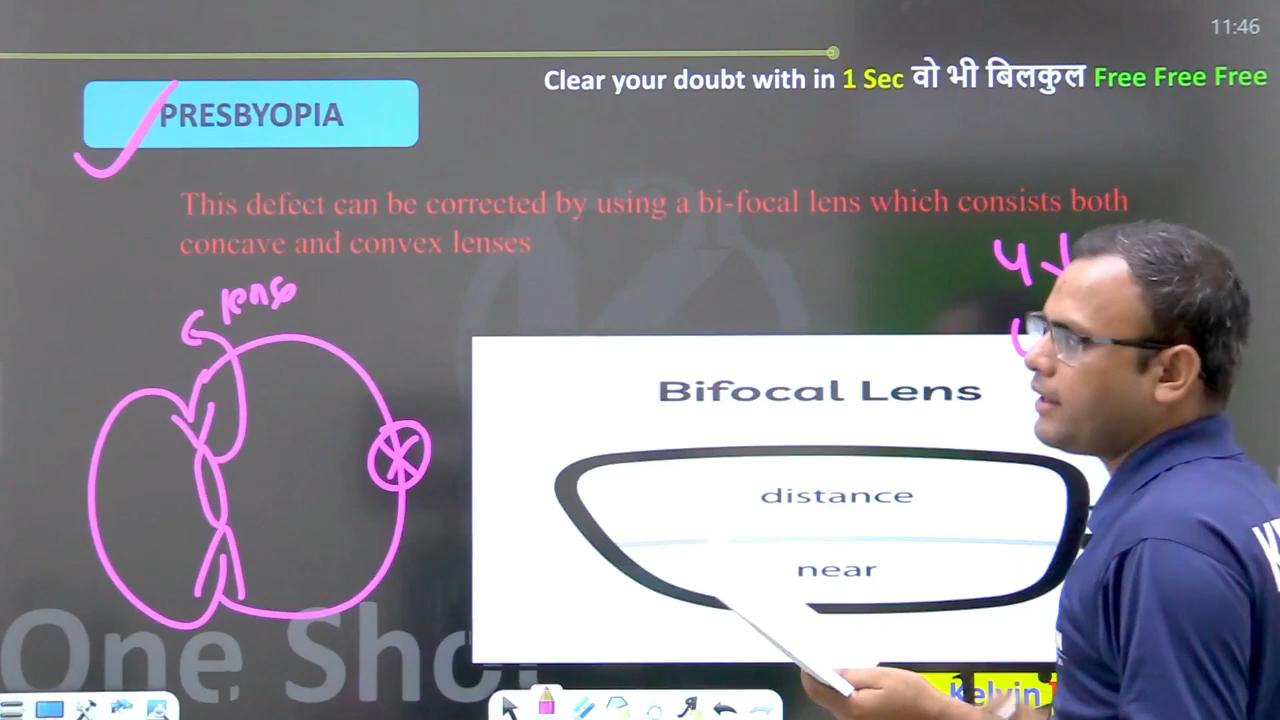 11:46
Clear your doubt with in 1 Sec वो भी बिलकुल Free Free Free
PRESBYOPIA
This defect can be corrected by using a bi-focal lens which consists both
concave and convex lenses
lens
Bifocal Lens
distance
near
One Sho
Kelvin